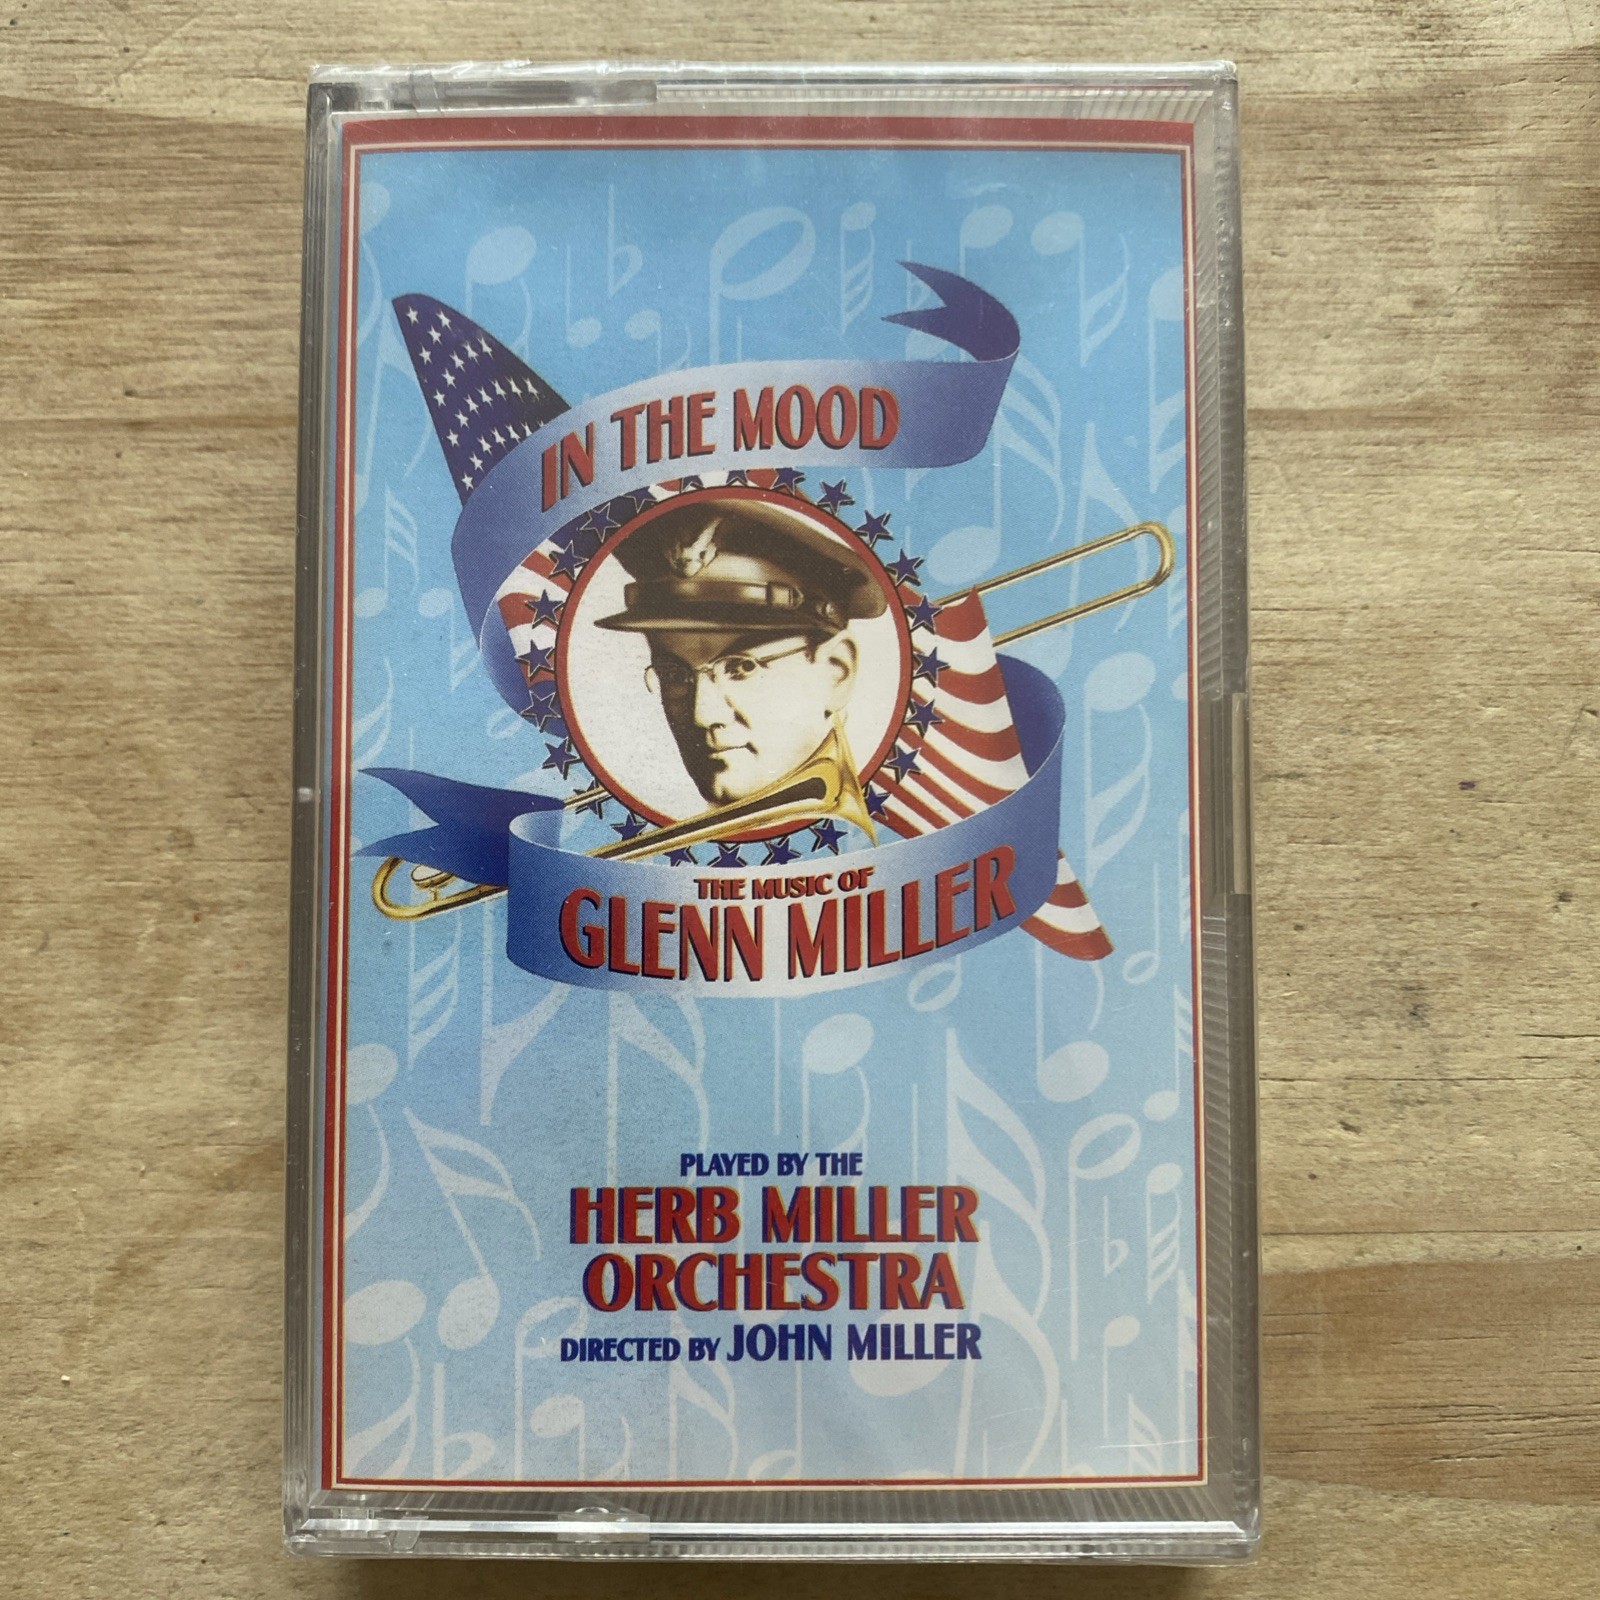 IN THE MOOD
THE MUSIC OF
GLENN MILLER
PLAYED BY THE
HERB MILLER
ORCHESTRA
DIRECTED BY JOHN MILLER